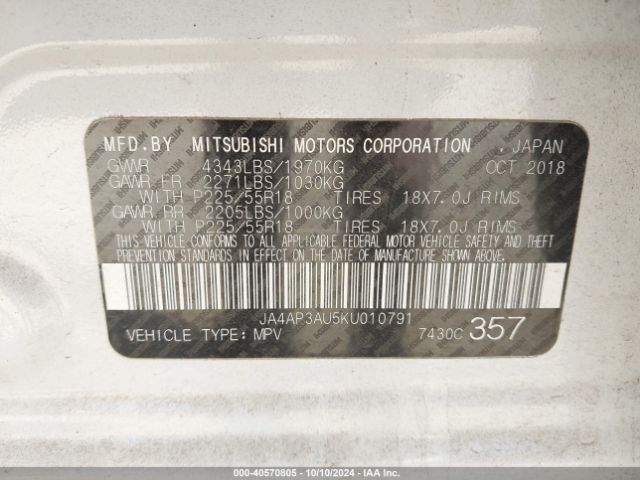 MFD.BY MITSUBISHI MOTORS CORPORATION , JAPAN
GVWR 4343LBS/1970KG OCT 2018
GAWR FR 2271LBS/1030KG
WITH P225/55R18 TIRES 18X7.0J RIMS
GAWR RR 2205LBS/1000KG
WITH P225/55R18 TIRES 18X7.0J RIMS
THIS VEHICLE CONFORMS TO ALL APPLICABLE FEDERAL MOTOR VEHICLE SAFETY AND THEFT
PREVENTION STANDARDS IN EFFECT ON THE DATE OF MANUFACTURE SHOWN ABOVE.
JA4AP3AU5KU010791
VEHICLE TYPE:MPV 7430C 357
000-40570805 - 10/10/2024 - IAA Inc.